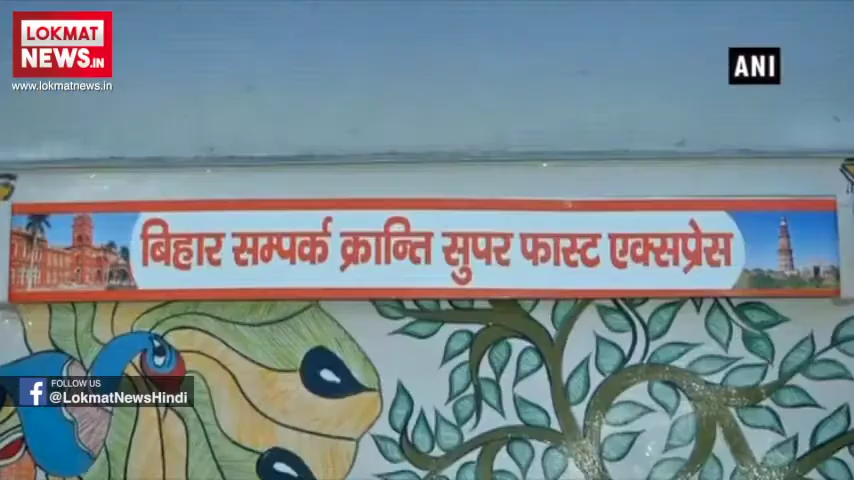 LOKMAT
NEWS.IN
www.lokmatnews.in
ANI
बिहार सम्पर्क क्रान्ति सुपर फास्ट एक्सप्रेस
FOLLOW US
f @LokmatNewsHindi